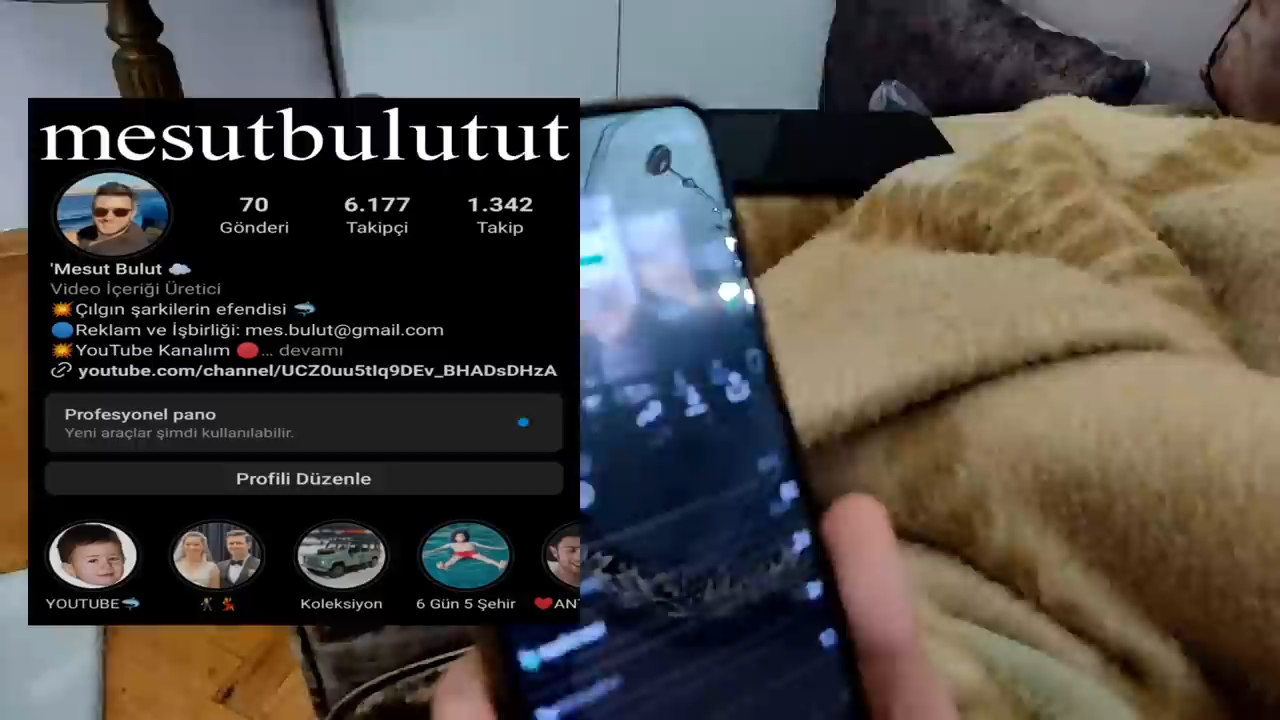 mesutbulutut
70 6.177 1.342
Gönderi Takipçi Takip
'Mesut Bulut ☁️
Video İçeriği Üretici
💥Çılgın şarkilerin efendisi 🦈
🔵Reklam ve İşbirliği: mes.bulut@gmail.com
💥YouTube Kanalım 🔴... devamı
youtube.com/channel/UCZ0uu5tIq9DEv_BHADsDHzA
Profesyonel pano
Yeni araçlar şimdi kullanılabilir.
Profili Düzenle
YOUTUBE🦈 🕺💃 Koleksiyon 6 Gün 5 Şehir ❤️AN